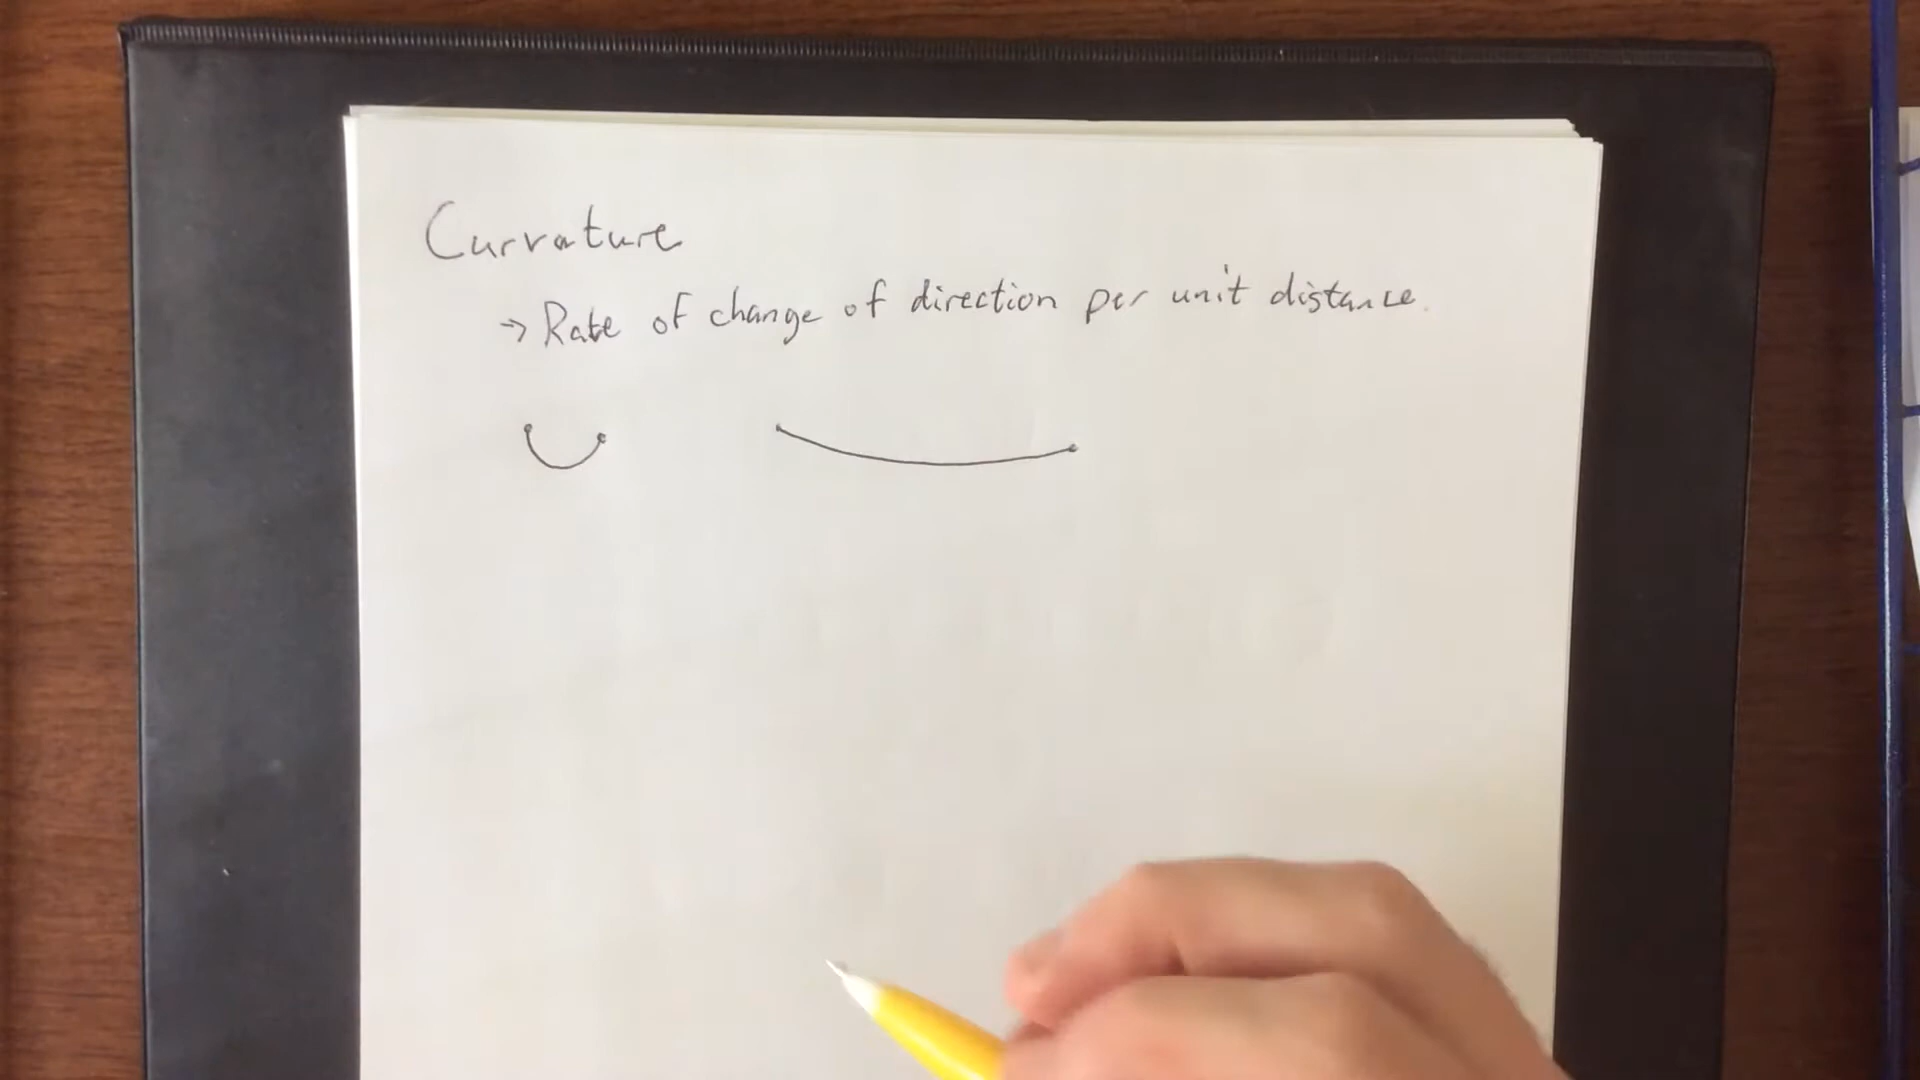 Curvature
→ Rate of change of direction per unit distance.